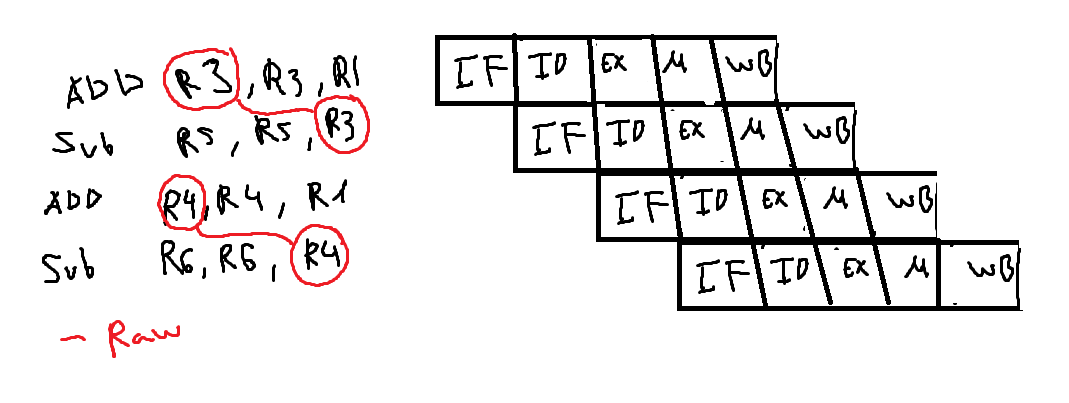 ADD R3, R3, R1
Sub R5, R5, R3
ADD R4, R4, R1
Sub R6, R6, R4
- Raw
IF ID EX M WB
IF ID EX M WB
IF ID EX M WB
IF ID EX M WB